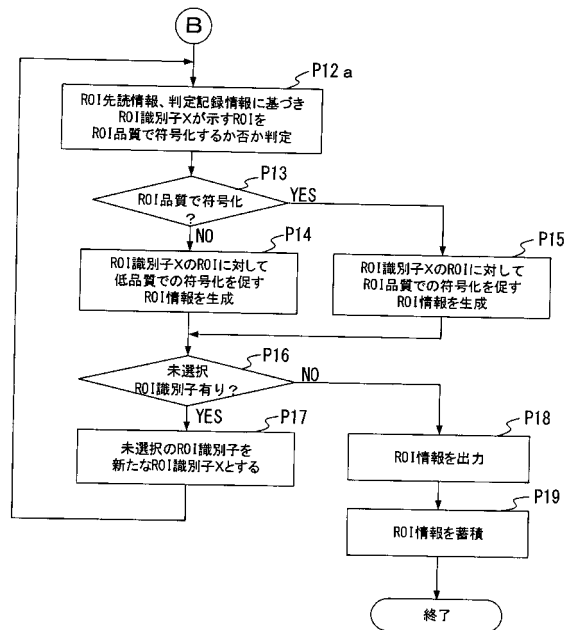 B
P12a
ROI先読情報、判定記録情報に基づき
ROI識別子Xが示すROIを
ROI品質で符号化するか否か判定
P13
ROI品質で符号化
?
YES
NO
P14
ROI識別子XのROIに対して
低品質での符号化を促す
ROI情報を生成
P15
ROI識別子XのROIに対して
ROI品質での符号化を促す
ROI情報を生成
P16
未選択
ROI識別子有り?
NO
YES
P17
未選択のROI識別子を
新たなROI識別子Xとする
P18
ROI情報を出力
P19
ROI情報を蓄積
終了